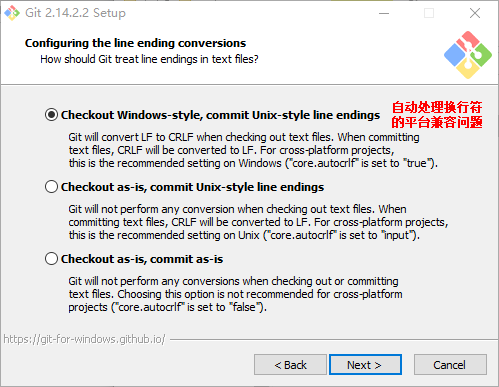 Git 2.14.2.2 Setup
Configuring the line ending conversions
How should Git treat line endings in text files?
Checkout Windows-style, commit Unix-style line endings
自动处理换行符
的平台兼容问题
Git will convert LF to CRLF when checking out text files. When committing
text files, CRLF will be converted to LF. For cross-platform projects,
this is the recommended setting on Windows ("core.autocrlf" is set to "true").
Checkout as-is, commit Unix-style line endings
Git will not perform any conversion when checking out text files. When
committing text files, CRLF will be converted to LF. For cross-platform projects,
this is the recommended setting on Unix ("core.autocrlf" is set to "input").
Checkout as-is, commit as-is
Git will not perform any conversions when checking out or committing
text files. Choosing this option is not recommended for cross-platform
projects ("core.autocrlf" is set to "false").
https://git-for-windows.github.io/
< Back
Next >
Cancel